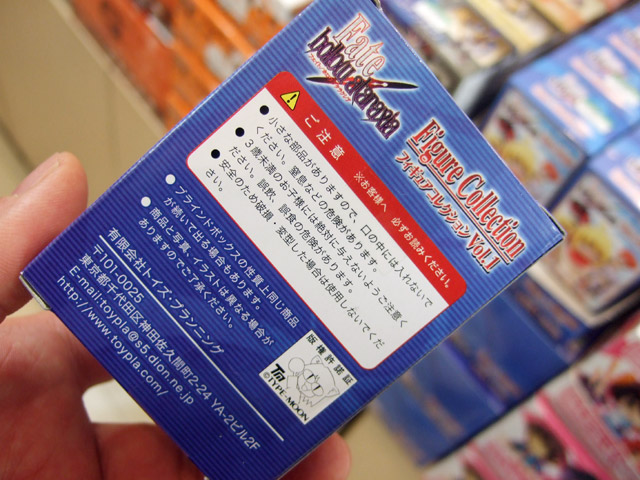 Fate
hollow ataraxia
Figure Collection
フィギュアコレクション Vol.1
ご注意 ※お客様へ 必ずお読みください。
●小さな部品がありますので、口の中には入れないで
ください。窒息などの危険があります。
●3歳未満のお子様には絶対に与えないようご注意く
ださい。誤飲、誤食の危険があります。
●安全のため破損、変型した場合は使用しないでくだ
さい。
●ブラインドボックスの性質上同じ商品
が続いて出る場合もあります。
●商品と写真、イラストは異なる場合が
ありますのでご了承ください。
有限会社トイズ・プランニング
〒101-0025
東京都千代田区神田佐久間町2-24 YA-2ビル2F
E-mail:toypla@s5.dion.ne.jp
http://www.toypla.com/
版権許諾証
TM
©TYPE-MOON